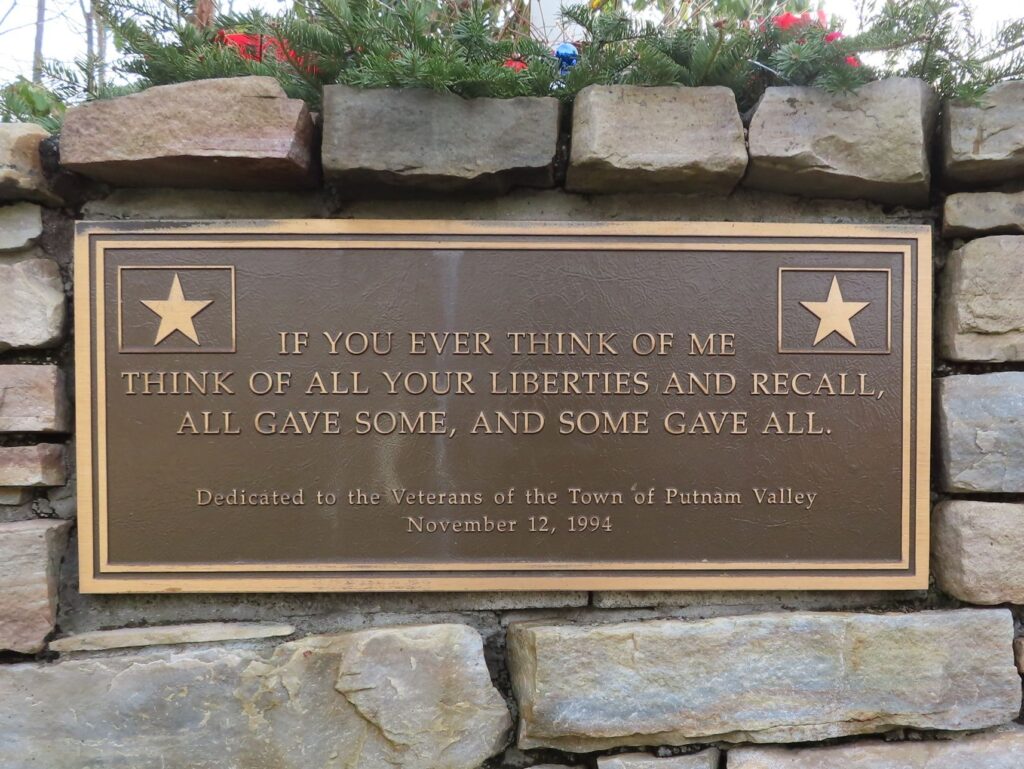 IF YOU EVER THINK OF ME
THINK OF ALL YOUR LIBERTIES AND RECALL,
ALL GAVE SOME, AND SOME GAVE ALL.
Dedicated to the Veterans of the Town of Putnam Valley
November 12, 1994